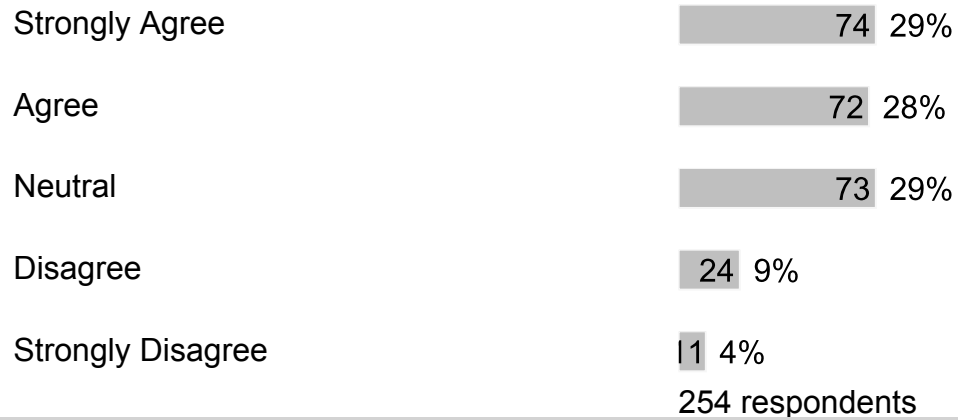 Strongly Agree 74 29%
Agree 72 28%
Neutral 73 29%
Disagree 24 9%
Strongly Disagree 11 4%
254 respondents